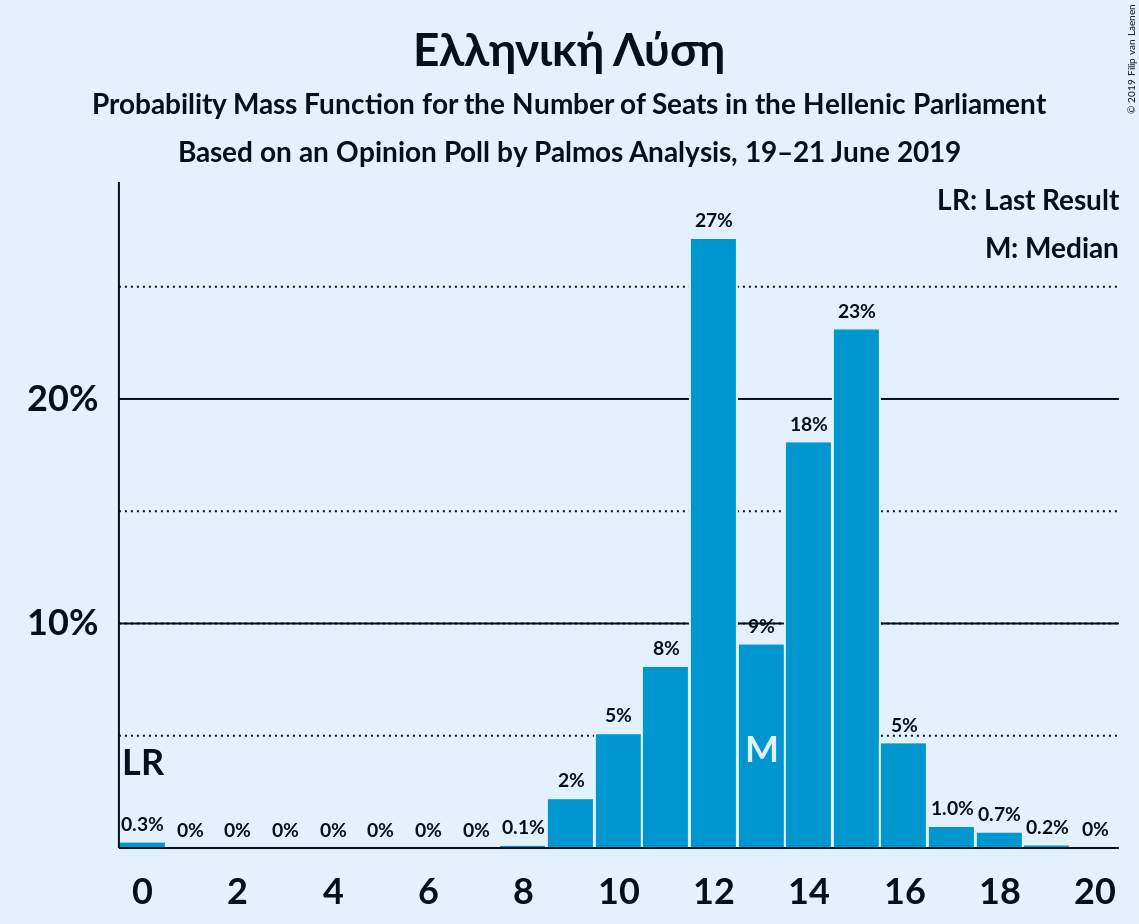 Ελληνική Λύση
Probability Mass Function for the Number of Seats in the Hellenic Parliament
Based on an Opinion Poll by Palmos Analysis, 19–21 June 2019
© 2019 Filip van Laenen
LR: Last Result
M: Median
27%
23%
20%
18%
10%
9%
8%
5%
5%
LR
M
2%
0.3%
0%
0%
0%
0%
0%
0%
0%
0.1%
1.0%
0.7%
0.2%
0%
0 2 4 6 8 10 12 14 16 18 20